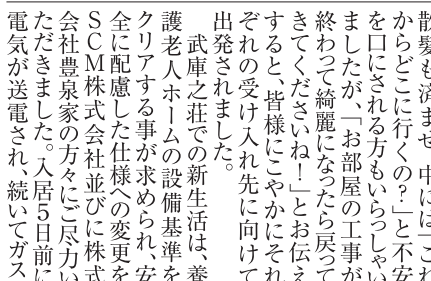 散髪も済ませ、中には「これ
からどこに行くの?」と不安
を口にされる方もいらっしゃい
ましたが、「お部屋の工事が
終わって綺麗になったら戻って
きてくださいね!」とお伝え
すると、皆様にこやかにそれ
ぞれの受け入れ先に向けて
出発されました。
武庫之荘での新生活は、養
護老人ホームの設備基準を
クリアする事が求められ、安
全に配慮した仕様への変更を
SCM株式会社並びに株式
会社豊泉家の方々にご尽力い
ただきました。入居5日前に
電気が送電され、続いてガス